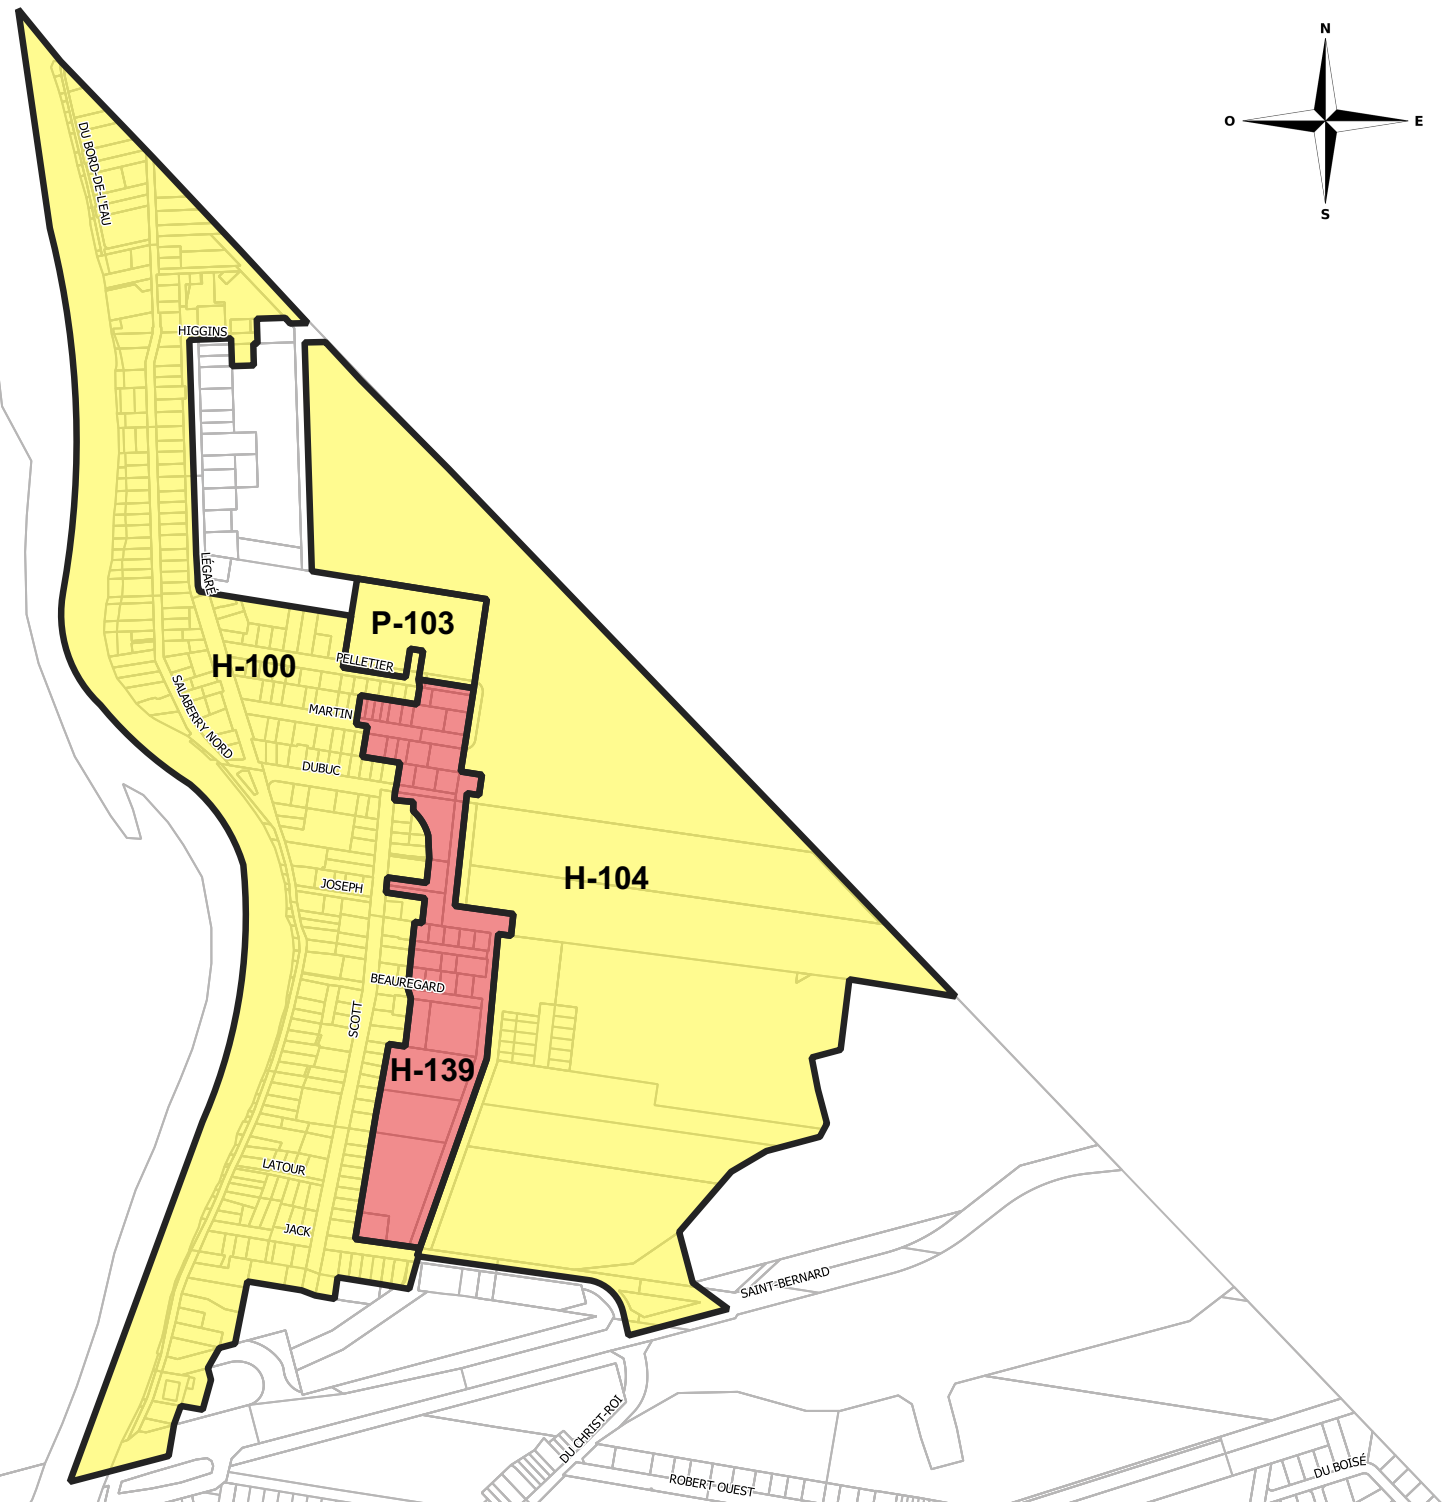 N
O
E
S
DU BORD-DE-L'EAU
HIGGINS
LÉGARÉ
P-103
PELLETIER
H-100
SALABERRY NORD
MARTIN
DUBUC
H-104
JOSEPH
BEAUREGARD
SCOTT
H-139
LATOUR
JACK
SAINT-BERNARD
DU CHRIST-ROI
ROBERT OUEST
DU BOISÉ